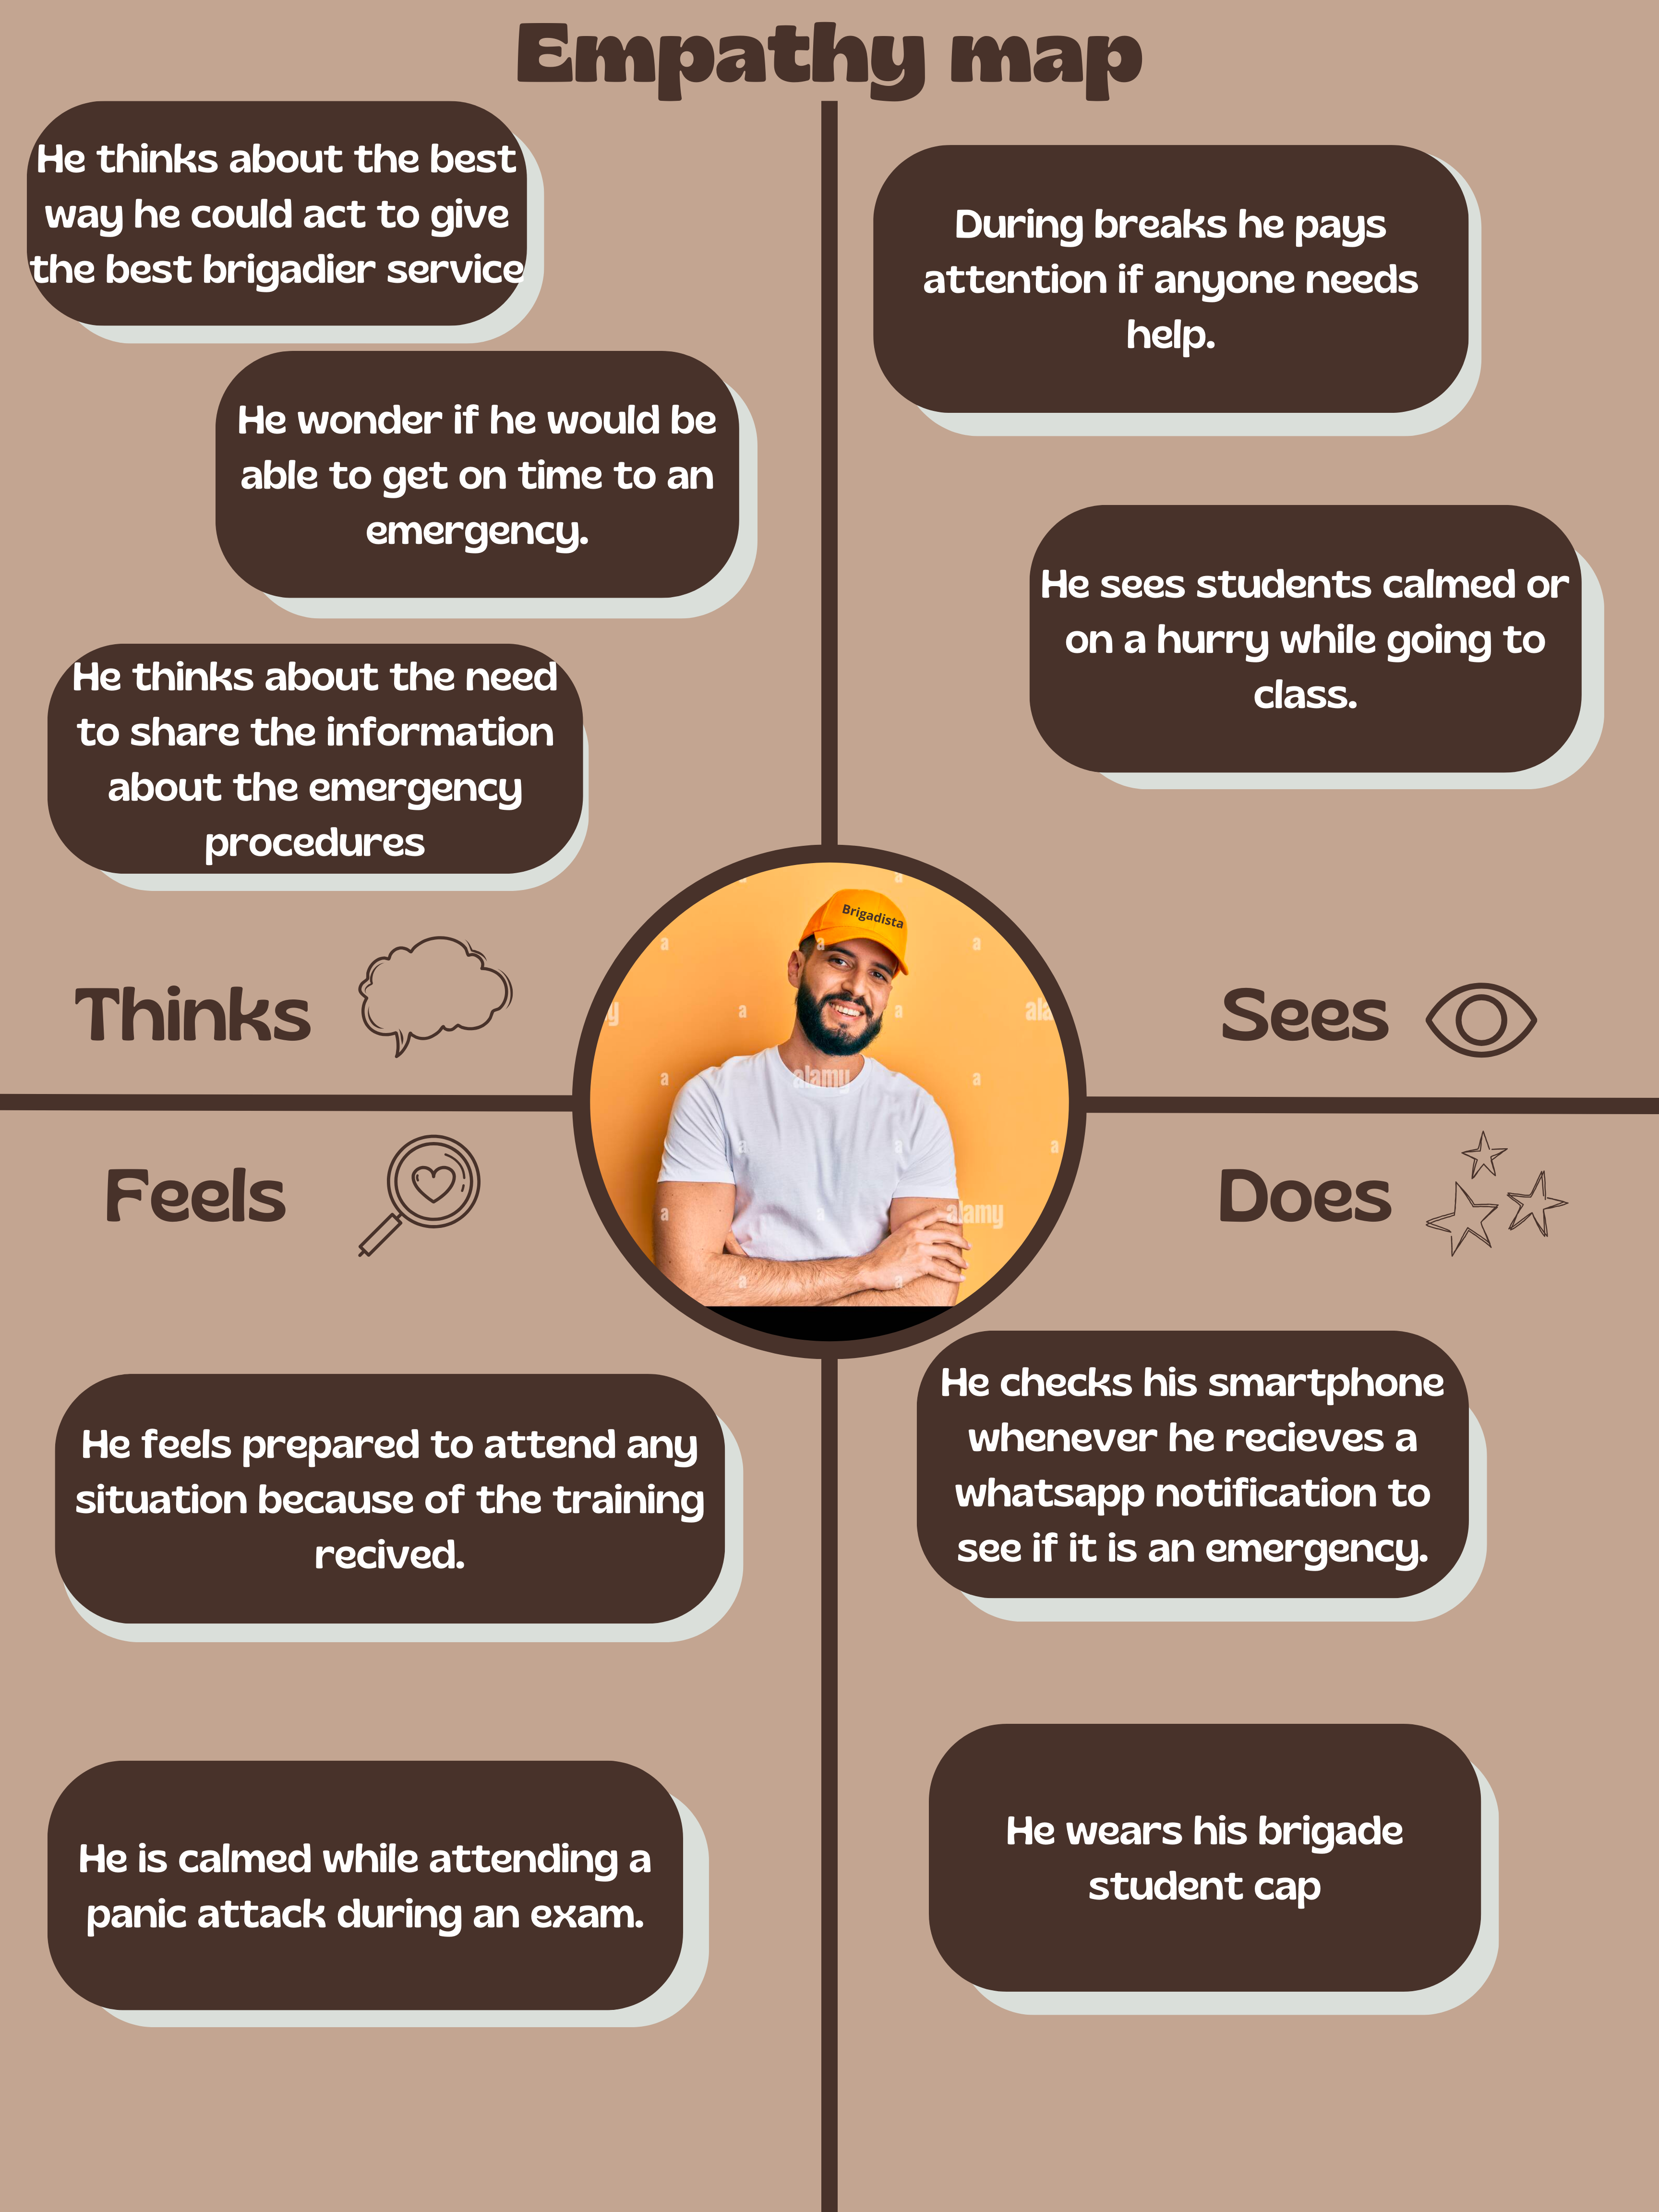 Empathy map
He thinks about the best
way he could act to give
the best brigadier service
He wonder if he would be
able to get on time to an
emergency.
He thinks about the need
to share the information
about the emergency
procedures
Thinks
During breaks he pays
attention if anyone needs
help.
He sees students calmed or
on a hurry while going to
class.
Sees
Brigadista
alamy
alamy
Feels
He feels prepared to attend any
situation because of the training
recived.
He is calmed while attending a
panic attack during an exam.
Does
He checks his smartphone
whenever he recieves a
whatsapp notification to
see if it is an emergency.
He wears his brigade
student cap